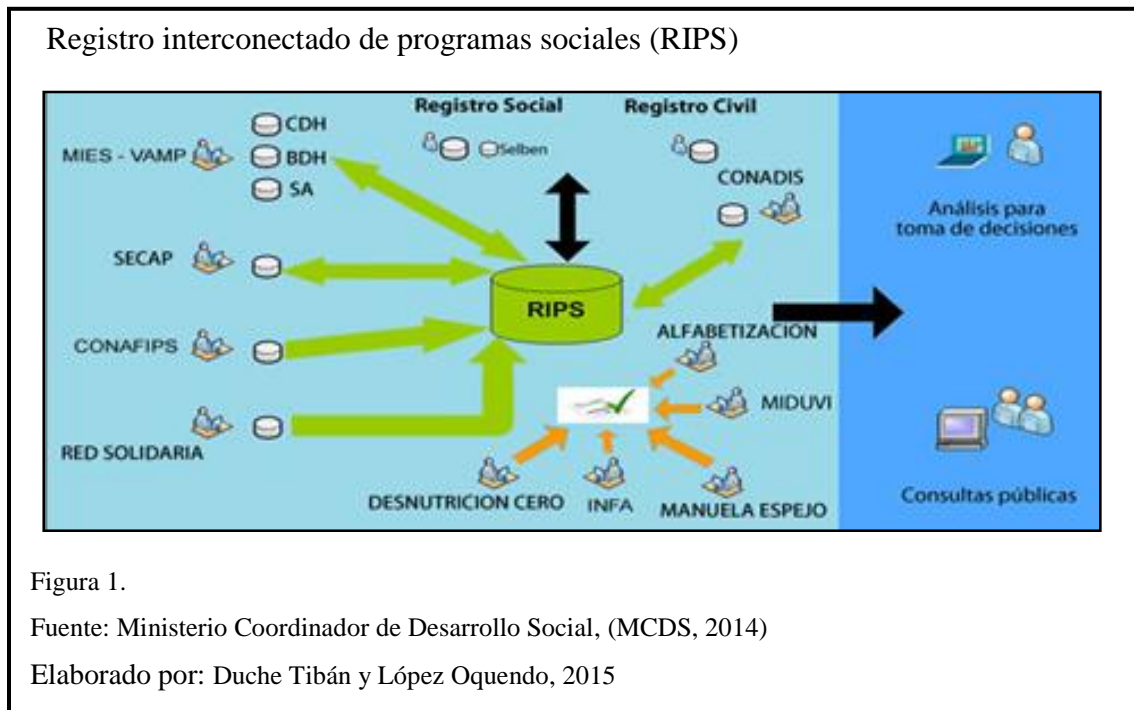 Registro interconectado de programas sociales (RIPS)
Registro Social
Registro Civil
CDH
MIES - VAMP
BDH
Selben
SA
CONADIS
Análisis para
toma de decisiones
SECAP
RIPS
ALFABETIZACIÓN
CONAFIPS
MIDUVI
RED SOLIDARIA
DESNUTRICION CERO
INFA
MANUELA ESPEJO
Consultas públicas
Figura 1.
Fuente: Ministerio Coordinador de Desarrollo Social, (MCDS, 2014)
Elaborado por: Duche Tibán y López Oquendo, 2015